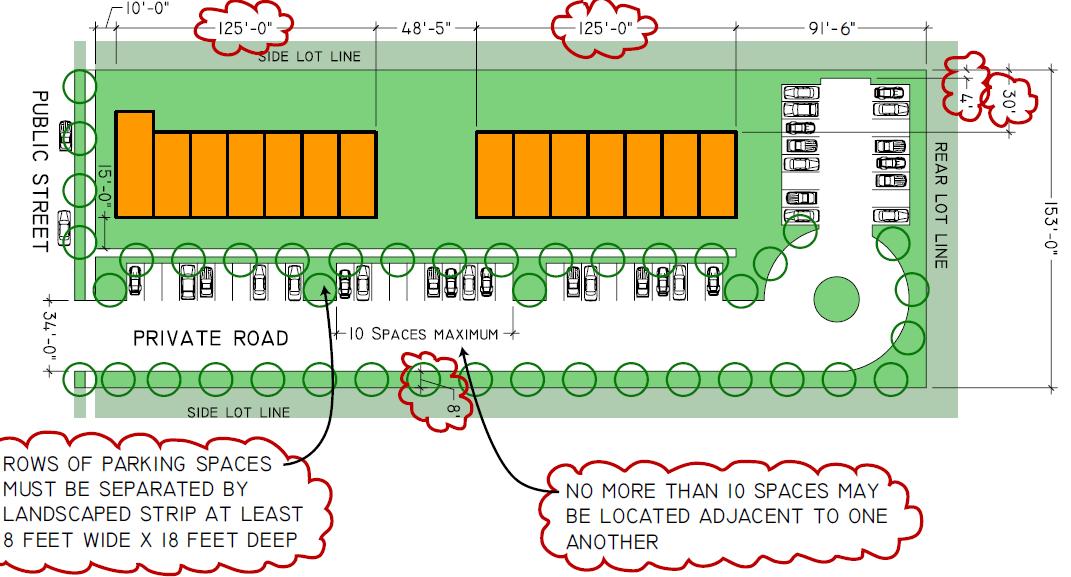 10'-0"
125'-0"
48'-5"
125'-0"
91'-6"
SIDE LOT LINE
4'
30'
PUBLIC STREET
15'-0"
REAR LOT LINE
153'-0"
34'-0"
PRIVATE ROAD
10 SPACES MAXIMUM
8'
SIDE LOT LINE
ROWS OF PARKING SPACES
MUST BE SEPARATED BY
LANDSCAPED STRIP AT LEAST
8 FEET WIDE X 18 FEET DEEP
NO MORE THAN 10 SPACES MAY
BE LOCATED ADJACENT TO ONE
ANOTHER